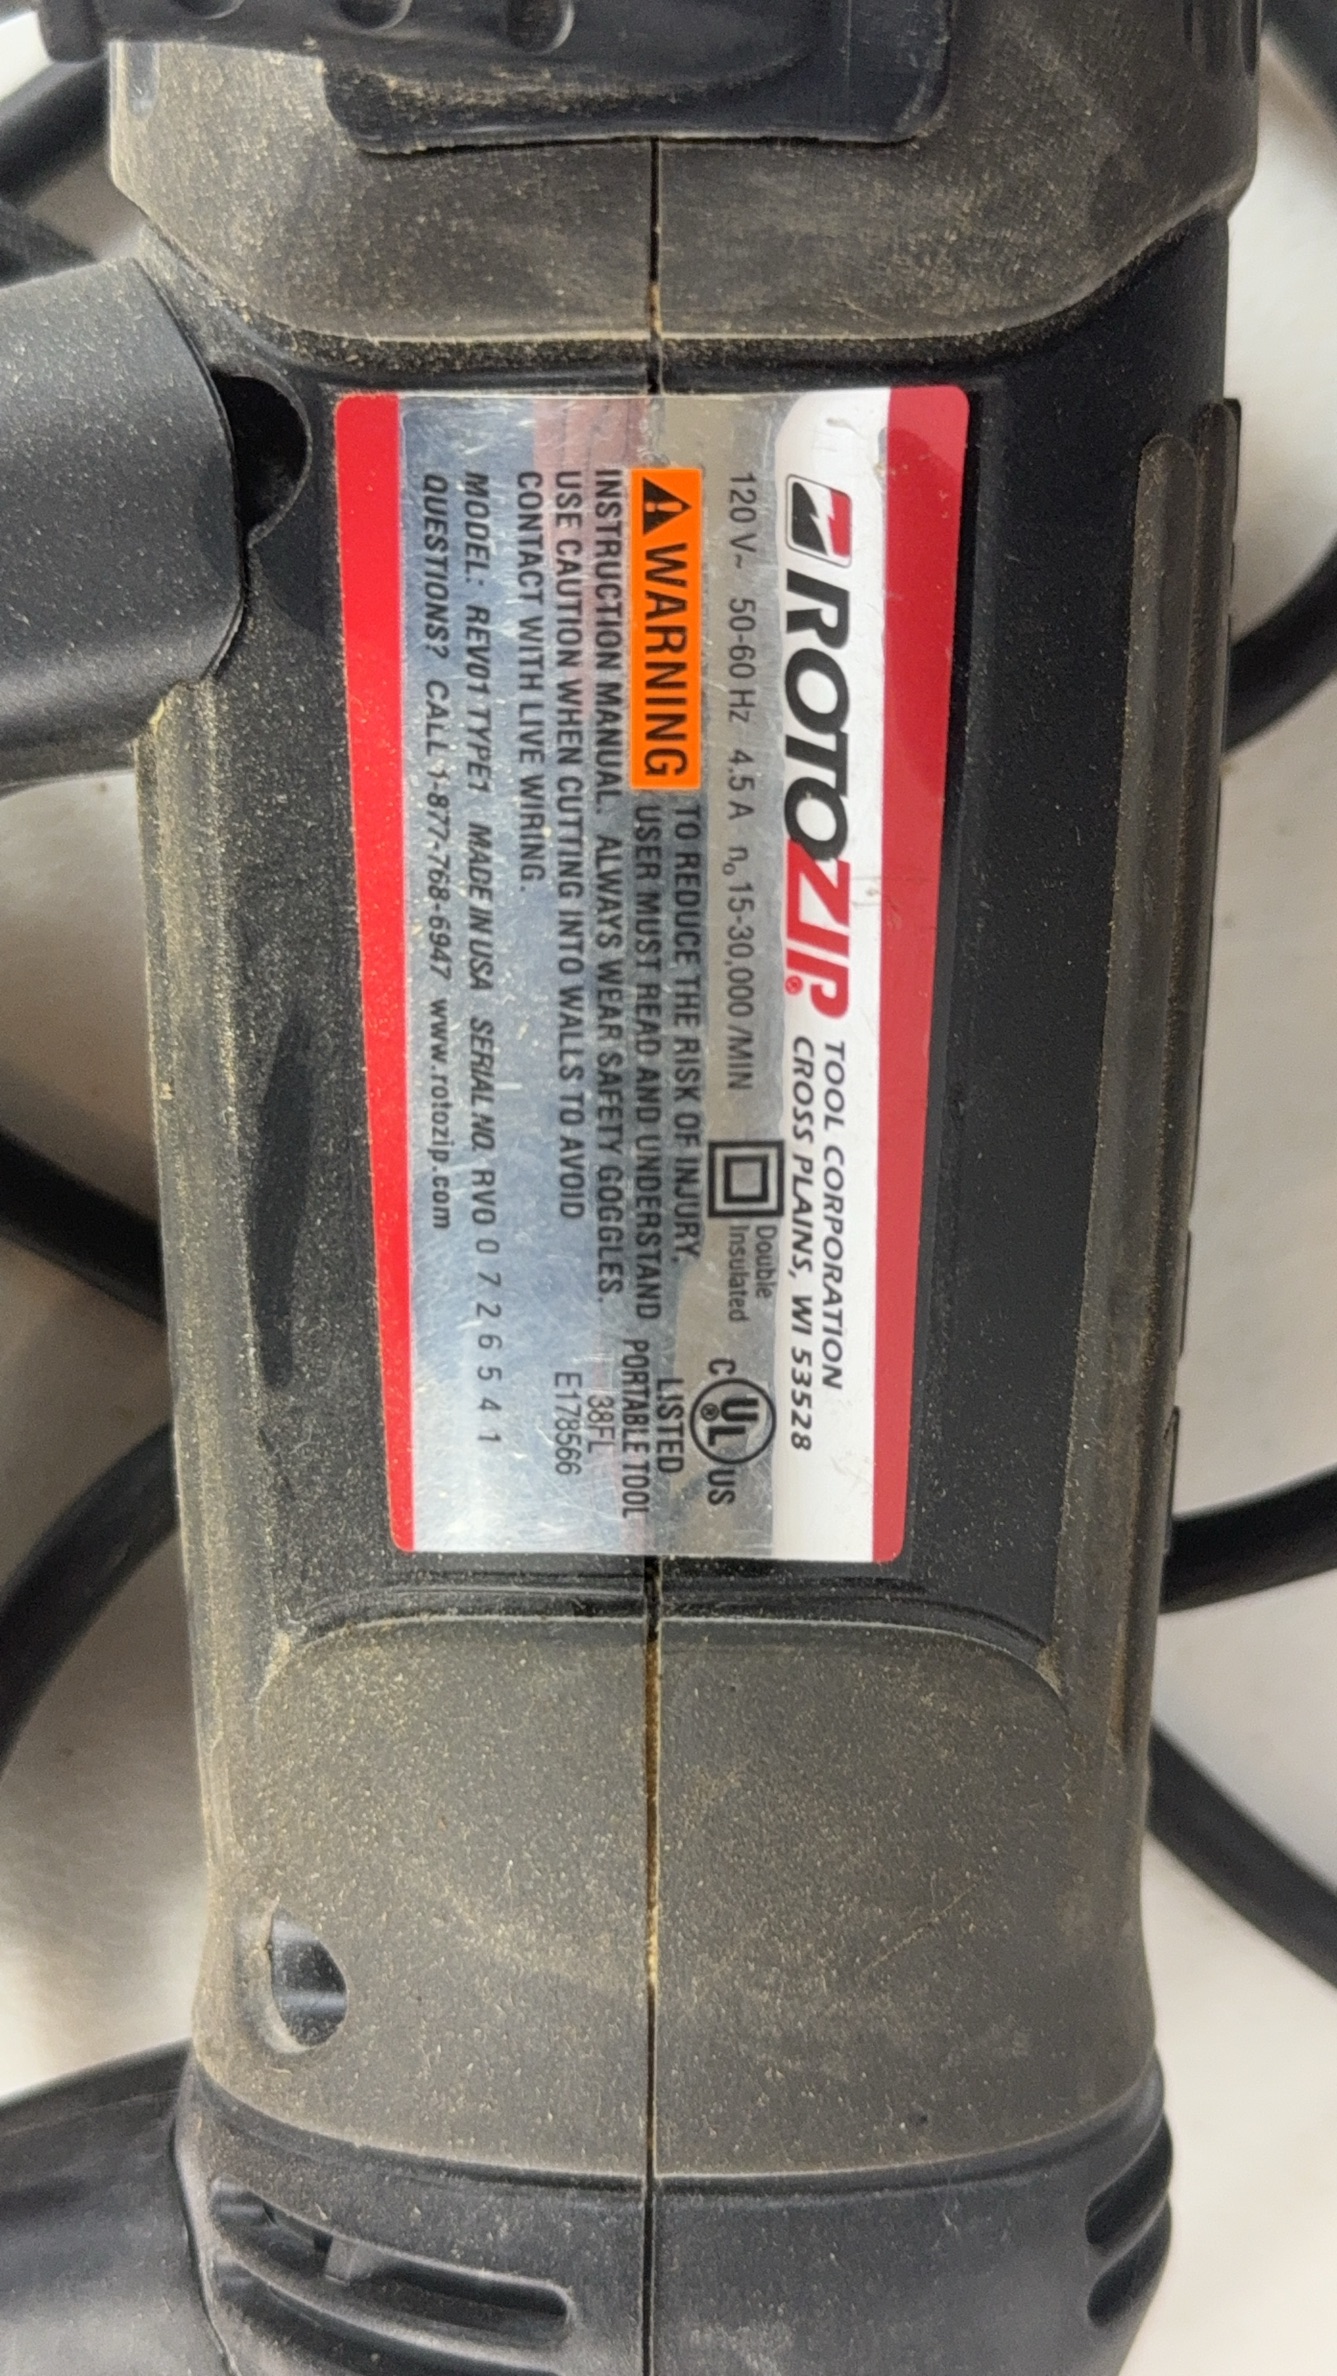 ROTOZIP® TOOL CORPORATION
CROSS PLAINS, WI 53528
120 V~ 50-60 Hz 4.5 A n₀ 15-30,000 /MIN
Double
Insulated
C UL® US
LISTED
PORTABLE TOOL
38FL
E178566
WARNING TO REDUCE THE RISK OF INJURY.
USER MUST READ AND UNDERSTAND
INSTRUCTION MANUAL. ALWAYS WEAR SAFETY GOGGLES.
USE CAUTION WHEN CUTTING INTO WALLS TO AVOID
CONTACT WITH LIVE WIRING.
MODEL: REV01 TYPE1 MADE IN USA SERIAL NO. RV0 0 7 2 6 5 4 1
QUESTIONS? CALL 1-877-768-6947 www.rotozip.com